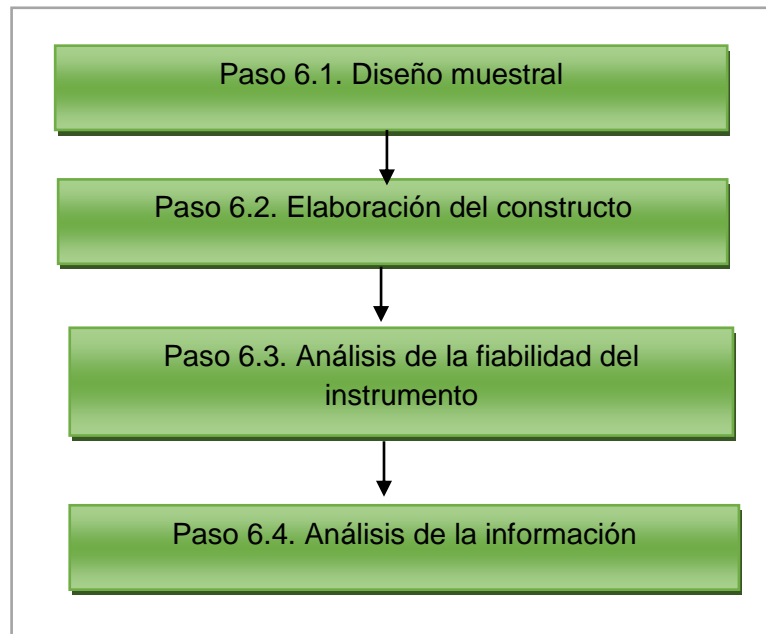 Paso 6.1. Diseño muestral
Paso 6.2. Elaboración del constructo
Paso 6.3. Análisis de la fiabilidad del
instrumento
Paso 6.4. Análisis de la información